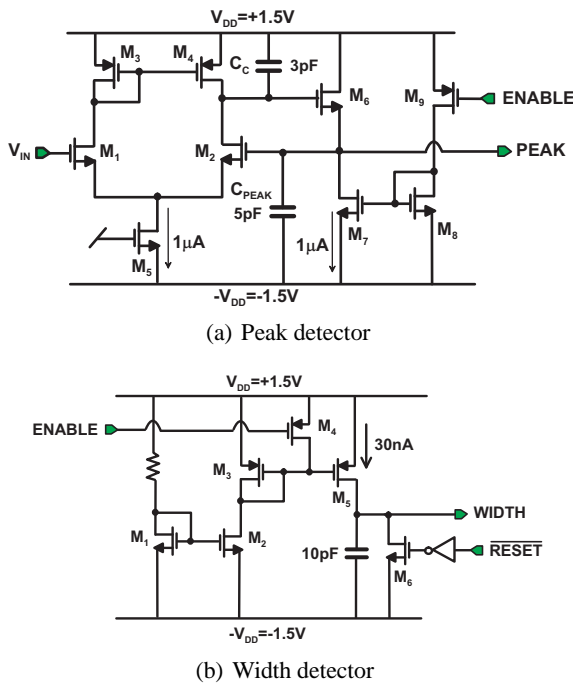 V_DD=+1.5V
M_3
M_4
C_C
3pF
M_6
M_9
ENABLE
V_IN
M_1
M_2
PEAK
C_PEAK
5pF
1μA
1μA
M_7
M_8
M_5
-V_DD=-1.5V
(a) Peak detector
V_DD=+1.5V
ENABLE
M_4
30nA
M_3
M_5
WIDTH
M_1
M_2
10pF
RESET
M_6
-V_DD=-1.5V
(b) Width detector